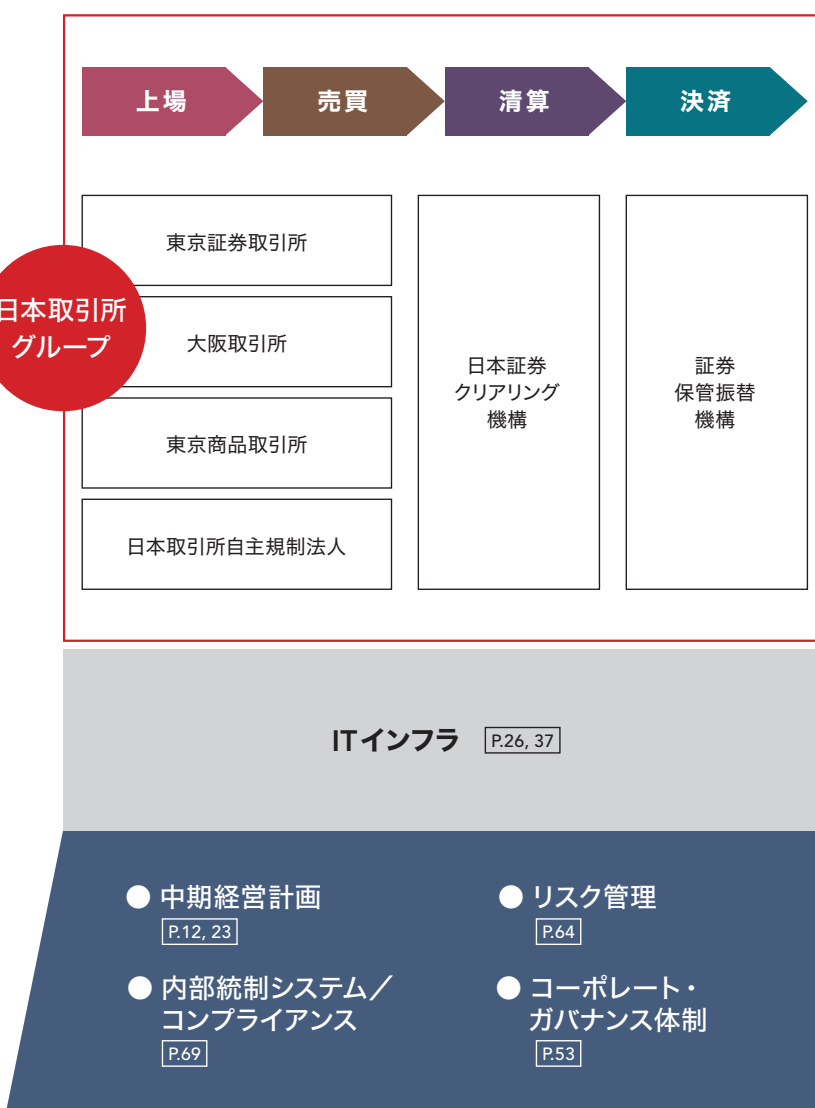 上場
売買
清算
決済
日本取引所
グループ
東京証券取引所
大阪取引所
東京商品取引所
日本取引所自主規制法人
日本証券
クリアリング
機構
証券
保管振替
機構
ITインフラ P.26, 37
● 中期経営計画
P.12, 23
● リスク管理
P.64
● 内部統制システム／
コンプライアンス
P.69
● コーポレート・
ガバナンス体制
P.53